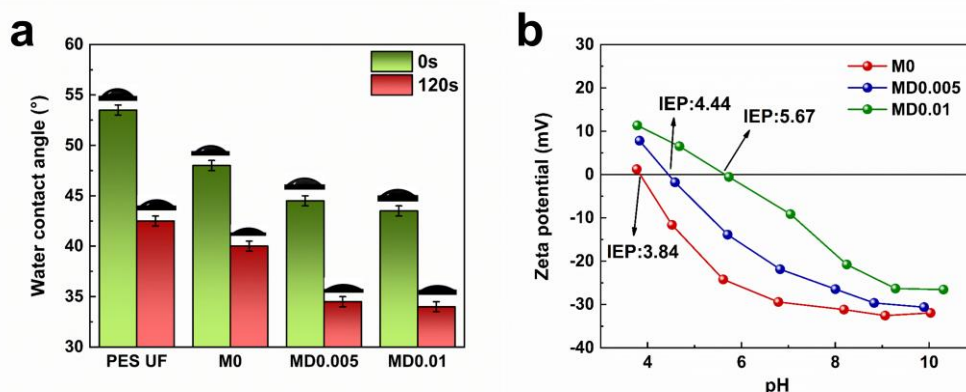 a
60
55
50
45
40
35
30
Water contact angle (°)
0s
120s
PES UF M0 MD0.005 MD0.01
b
30
20
10
0
-10
-20
-30
-40
Zeta potential (mV)
M0
MD0.005
MD0.01
IEP:4.44
IEP:5.67
IEP:3.84
4 6 8 10
pH